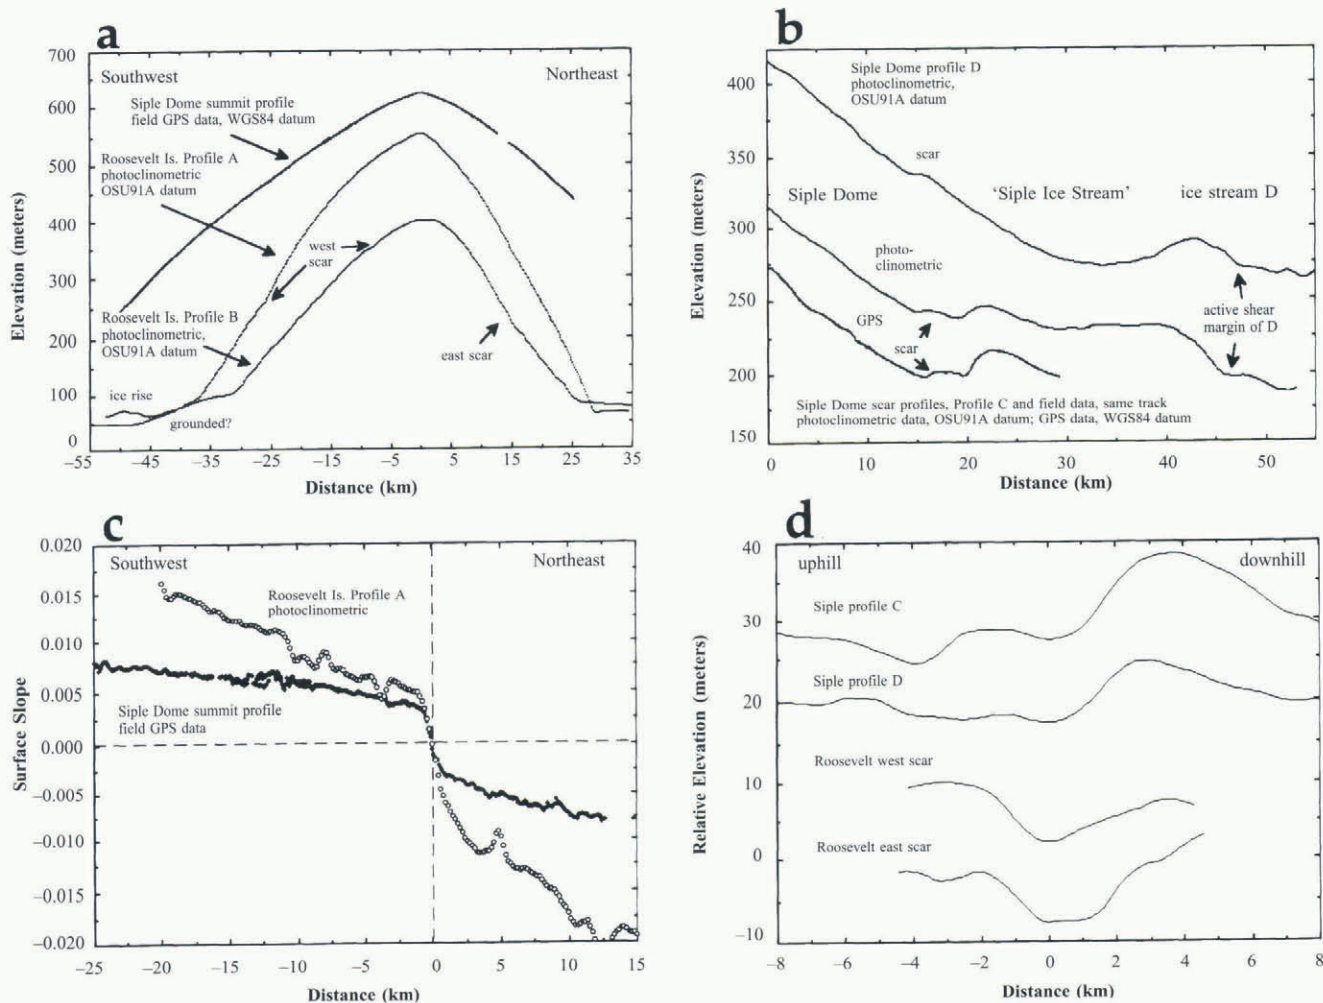 a
700
600
500
400
300
200
100
0
Elevation (meters)
Southwest
Northeast
Siple Dome summit profile
field GPS data, WGS84 datum
Roosevelt Is. Profile A
photoclinometric
OSU91A datum
west
scar
Roosevelt Is. Profile B
photoclinometric,
OSU91A datum
east scar
ice rise
grounded?
–55 –45 –35 –25 –15 –5 5 15 25 35
Distance (km)
b
400
350
300
250
200
150
Elevation (meters)
Siple Dome profile D
photoclinometric,
OSU91A datum
scar
Siple Dome
‘Siple Ice Stream’
ice stream D
photo-
clinometric
GPS
scar
active shear
margin of D
Siple Dome scar profiles, Profile C and field data, same track
photoclinometric data, OSU91A datum; GPS data, WGS84 datum
0 10 20 30 40 50
Distance (km)
c
0.020
0.015
0.010
0.005
0.000
–0.005
–0.010
–0.015
–0.020
Surface Slope
Southwest
Northeast
Roosevelt Is. Profile A
photoclinometric
Siple Dome summit profile
field GPS data
–25 –20 –15 –10 –5 0 5 10 15
Distance (km)
d
40
30
20
10
0
–10
Relative Elevation (meters)
uphill
downhill
Siple profile C
Siple profile D
Roosevelt west scar
Roosevelt east scar
–8 –6 –4 –2 0 2 4 6 8
Distance (km)